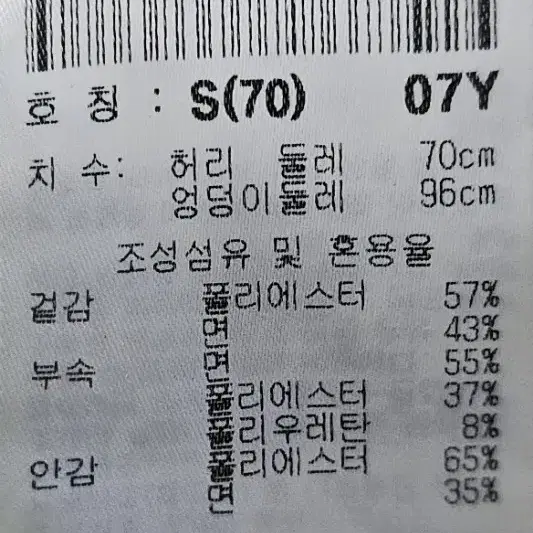 호 칭 : S(70) 07Y
치 수: 허리 둘레 70cm
엉덩이둘레 96cm
조성섬유 및 혼용율
겉감 폴리에스터 57%
면 43%
부속 면 55%
폴리에스터 37%
폴리우레탄 8%
안감 폴리에스터 65%
면 35%